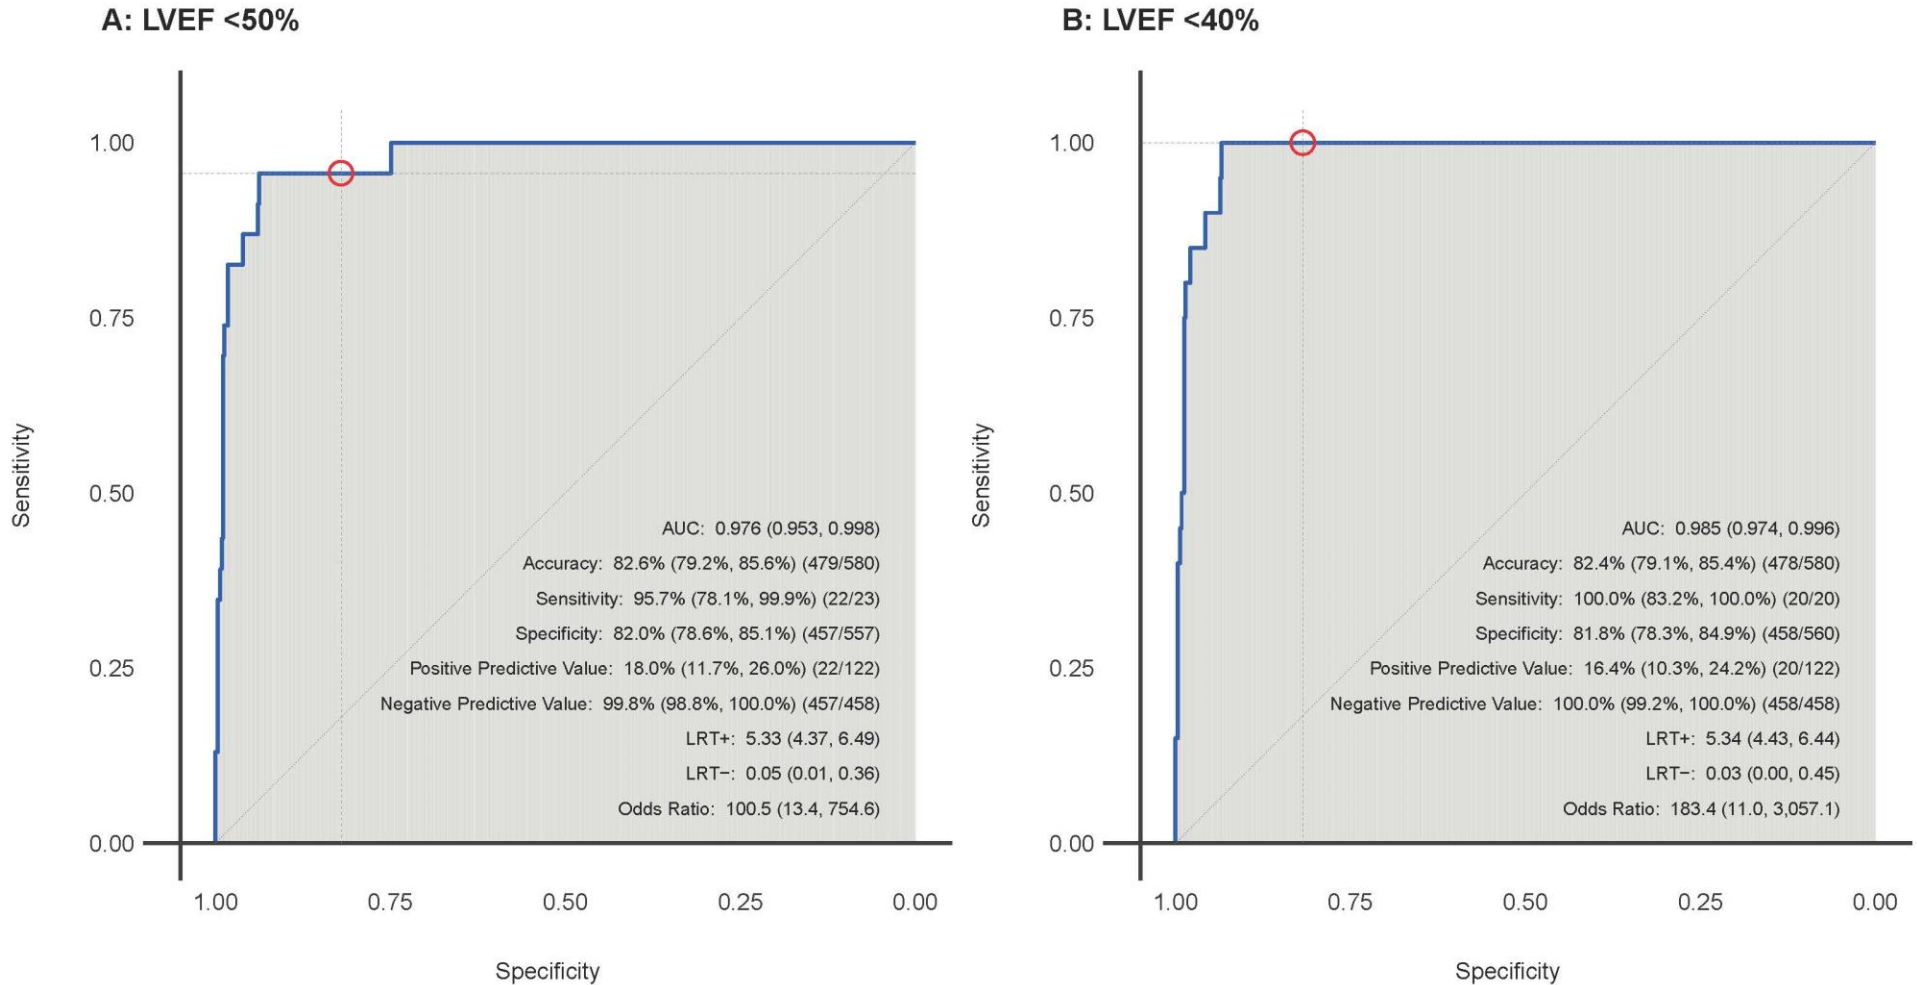 A: LVEF <50%
1.00
0.75
0.50
0.25
0.00
Sensitivity
AUC: 0.976 (0.953, 0.998)
Accuracy: 82.6% (79.2%, 85.6%) (479/580)
Sensitivity: 95.7% (78.1%, 99.9%) (22/23)
Specificity: 82.0% (78.6%, 85.1%) (457/557)
Positive Predictive Value: 18.0% (11.7%, 26.0%) (22/122)
Negative Predictive Value: 99.8% (98.8%, 100.0%) (457/458)
LRT+: 5.33 (4.37, 6.49)
LRT−: 0.05 (0.01, 0.36)
Odds Ratio: 100.5 (13.4, 754.6)
1.00 0.75 0.50 0.25 0.00
Specificity
B: LVEF <40%
1.00
0.75
0.50
0.25
0.00
Sensitivity
AUC: 0.985 (0.974, 0.996)
Accuracy: 82.4% (79.1%, 85.4%) (478/580)
Sensitivity: 100.0% (83.2%, 100.0%) (20/20)
Specificity: 81.8% (78.3%, 84.9%) (458/560)
Positive Predictive Value: 16.4% (10.3%, 24.2%) (20/122)
Negative Predictive Value: 100.0% (99.2%, 100.0%) (458/458)
LRT+: 5.34 (4.43, 6.44)
LRT−: 0.03 (0.00, 0.45)
Odds Ratio: 183.4 (11.0, 3,057.1)
1.00 0.75 0.50 0.25 0.00
Specificity